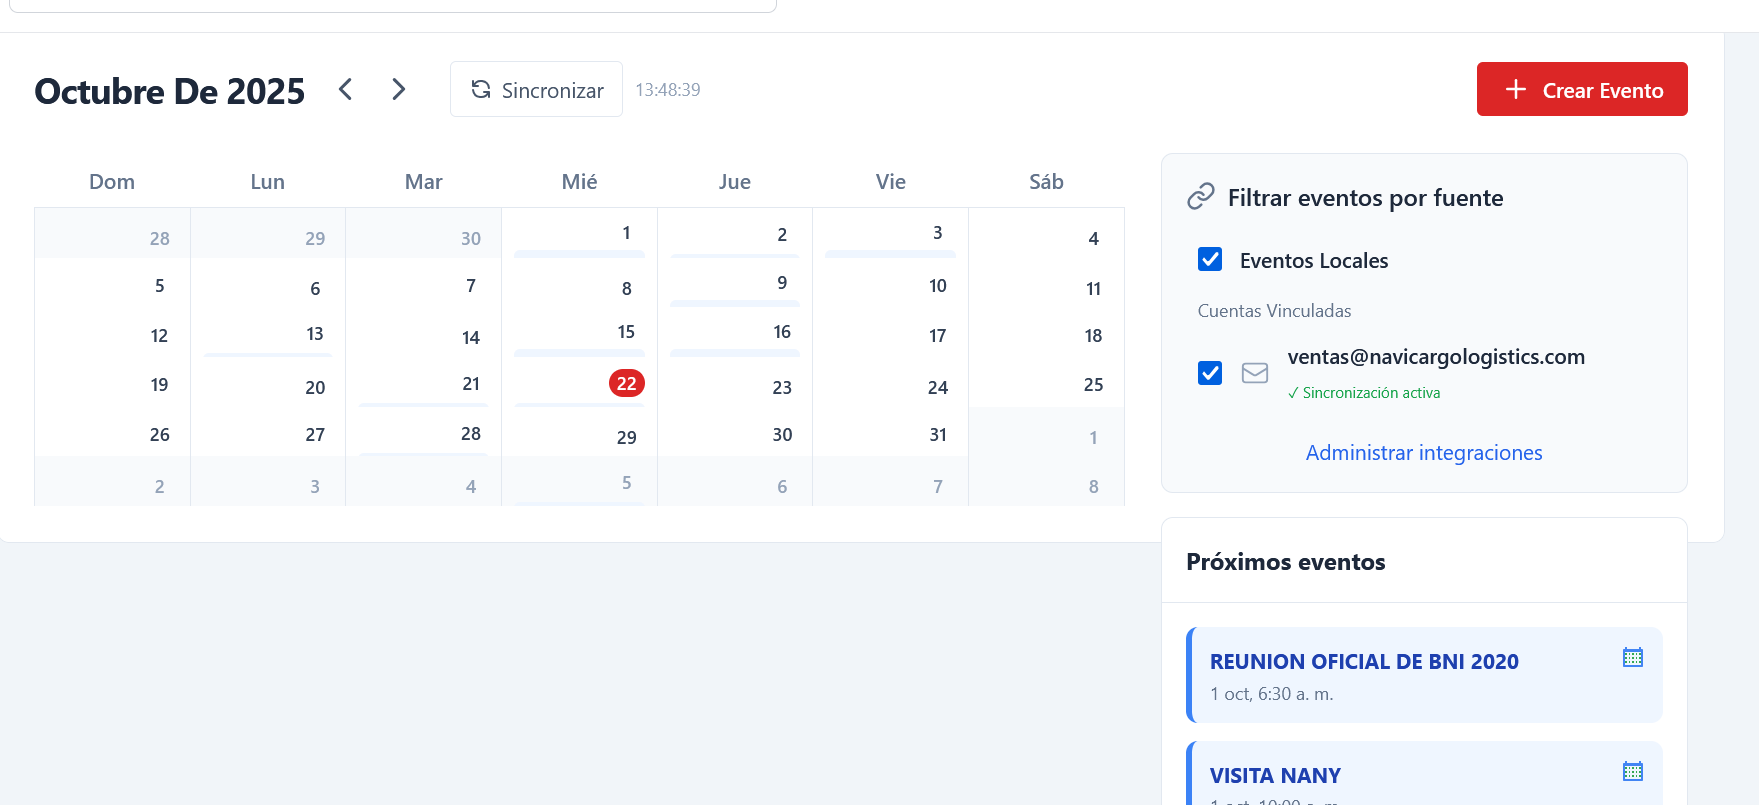 Octubre De 2025
Sincronizar
13:48:39
Crear Evento
Dom Lun Mar Mié Jue Vie Sáb
28 29 30 1 2 3 4
5 6 7 8 9 10 11
12 13 14 15 16 17 18
19 20 21 22 23 24 25
26 27 28 29 30 31 1
2 3 4 5 6 7 8
Filtrar eventos por fuente
Eventos Locales
Cuentas Vinculadas
ventas@navicargologistics.com
✓ Sincronización activa
Administrar integraciones
Próximos eventos
REUNION OFICIAL DE BNI 2020
1 oct, 6:30 a. m.
VISITA NANY
1 oct, 10:00 a. m.